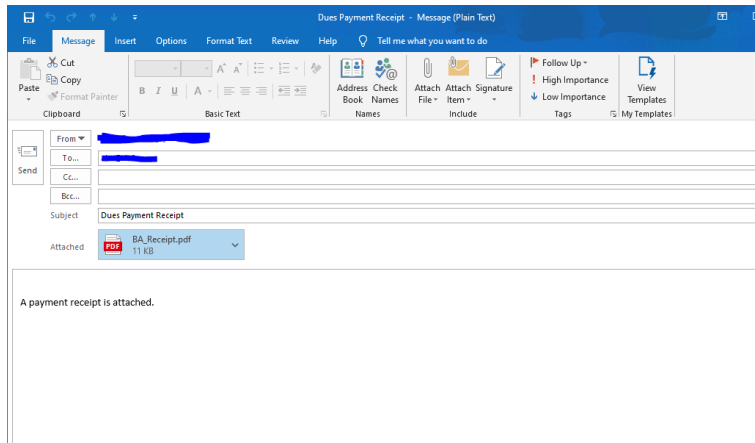 Dues Payment Receipt - Message (Plain Text)
File Message Insert Options Format Text Review Help Tell me what you want to do
Paste
Cut
Copy
Format Painter
Clipboard
B I U A
Basic Text
Address Book
Check Names
Names
Attach File
Attach Item
Signature
Include
Follow Up
High Importance
Low Importance
Tags
View Templates
My Templates
Send
From
To...
Cc...
Bcc...
Subject Dues Payment Receipt
Attached PDF BA_Receipt.pdf
11 KB
A payment receipt is attached.